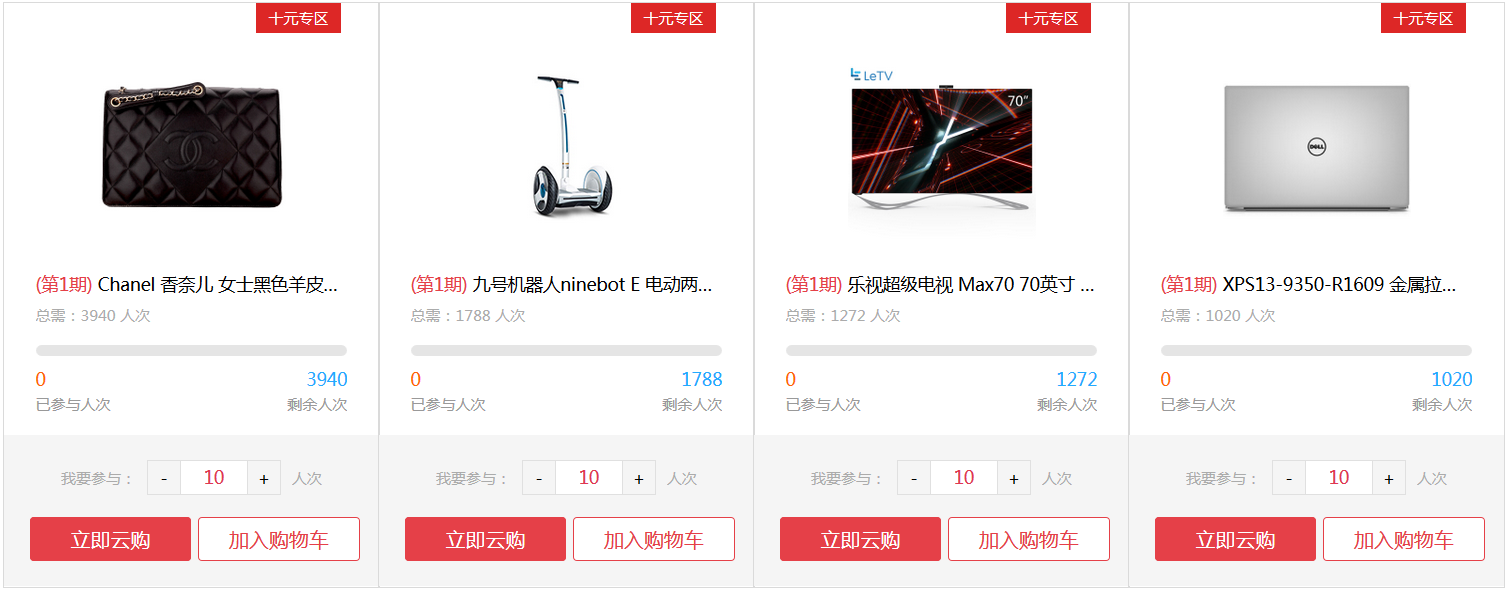 十元专区
十元专区
十元专区
十元专区
LeTV
70"
DELL
(第1期) Chanel 香奈儿 女士黑色羊皮...
(第1期) 九号机器人ninebot E 电动两...
(第1期) 乐视超级电视 Max70 70英寸 ...
(第1期) XPS13-9350-R1609 金属拉...
总需：3940 人次
总需：1788 人次
总需：1272 人次
总需：1020 人次
0 3940
0 1788
0 1272
0 1020
已参与人次 剩余人次
已参与人次 剩余人次
已参与人次 剩余人次
已参与人次 剩余人次
我要参与： - 10 + 人次
我要参与： - 10 + 人次
我要参与： - 10 + 人次
我要参与： - 10 + 人次
立即云购 加入购物车
立即云购 加入购物车
立即云购 加入购物车
立即云购 加入购物车